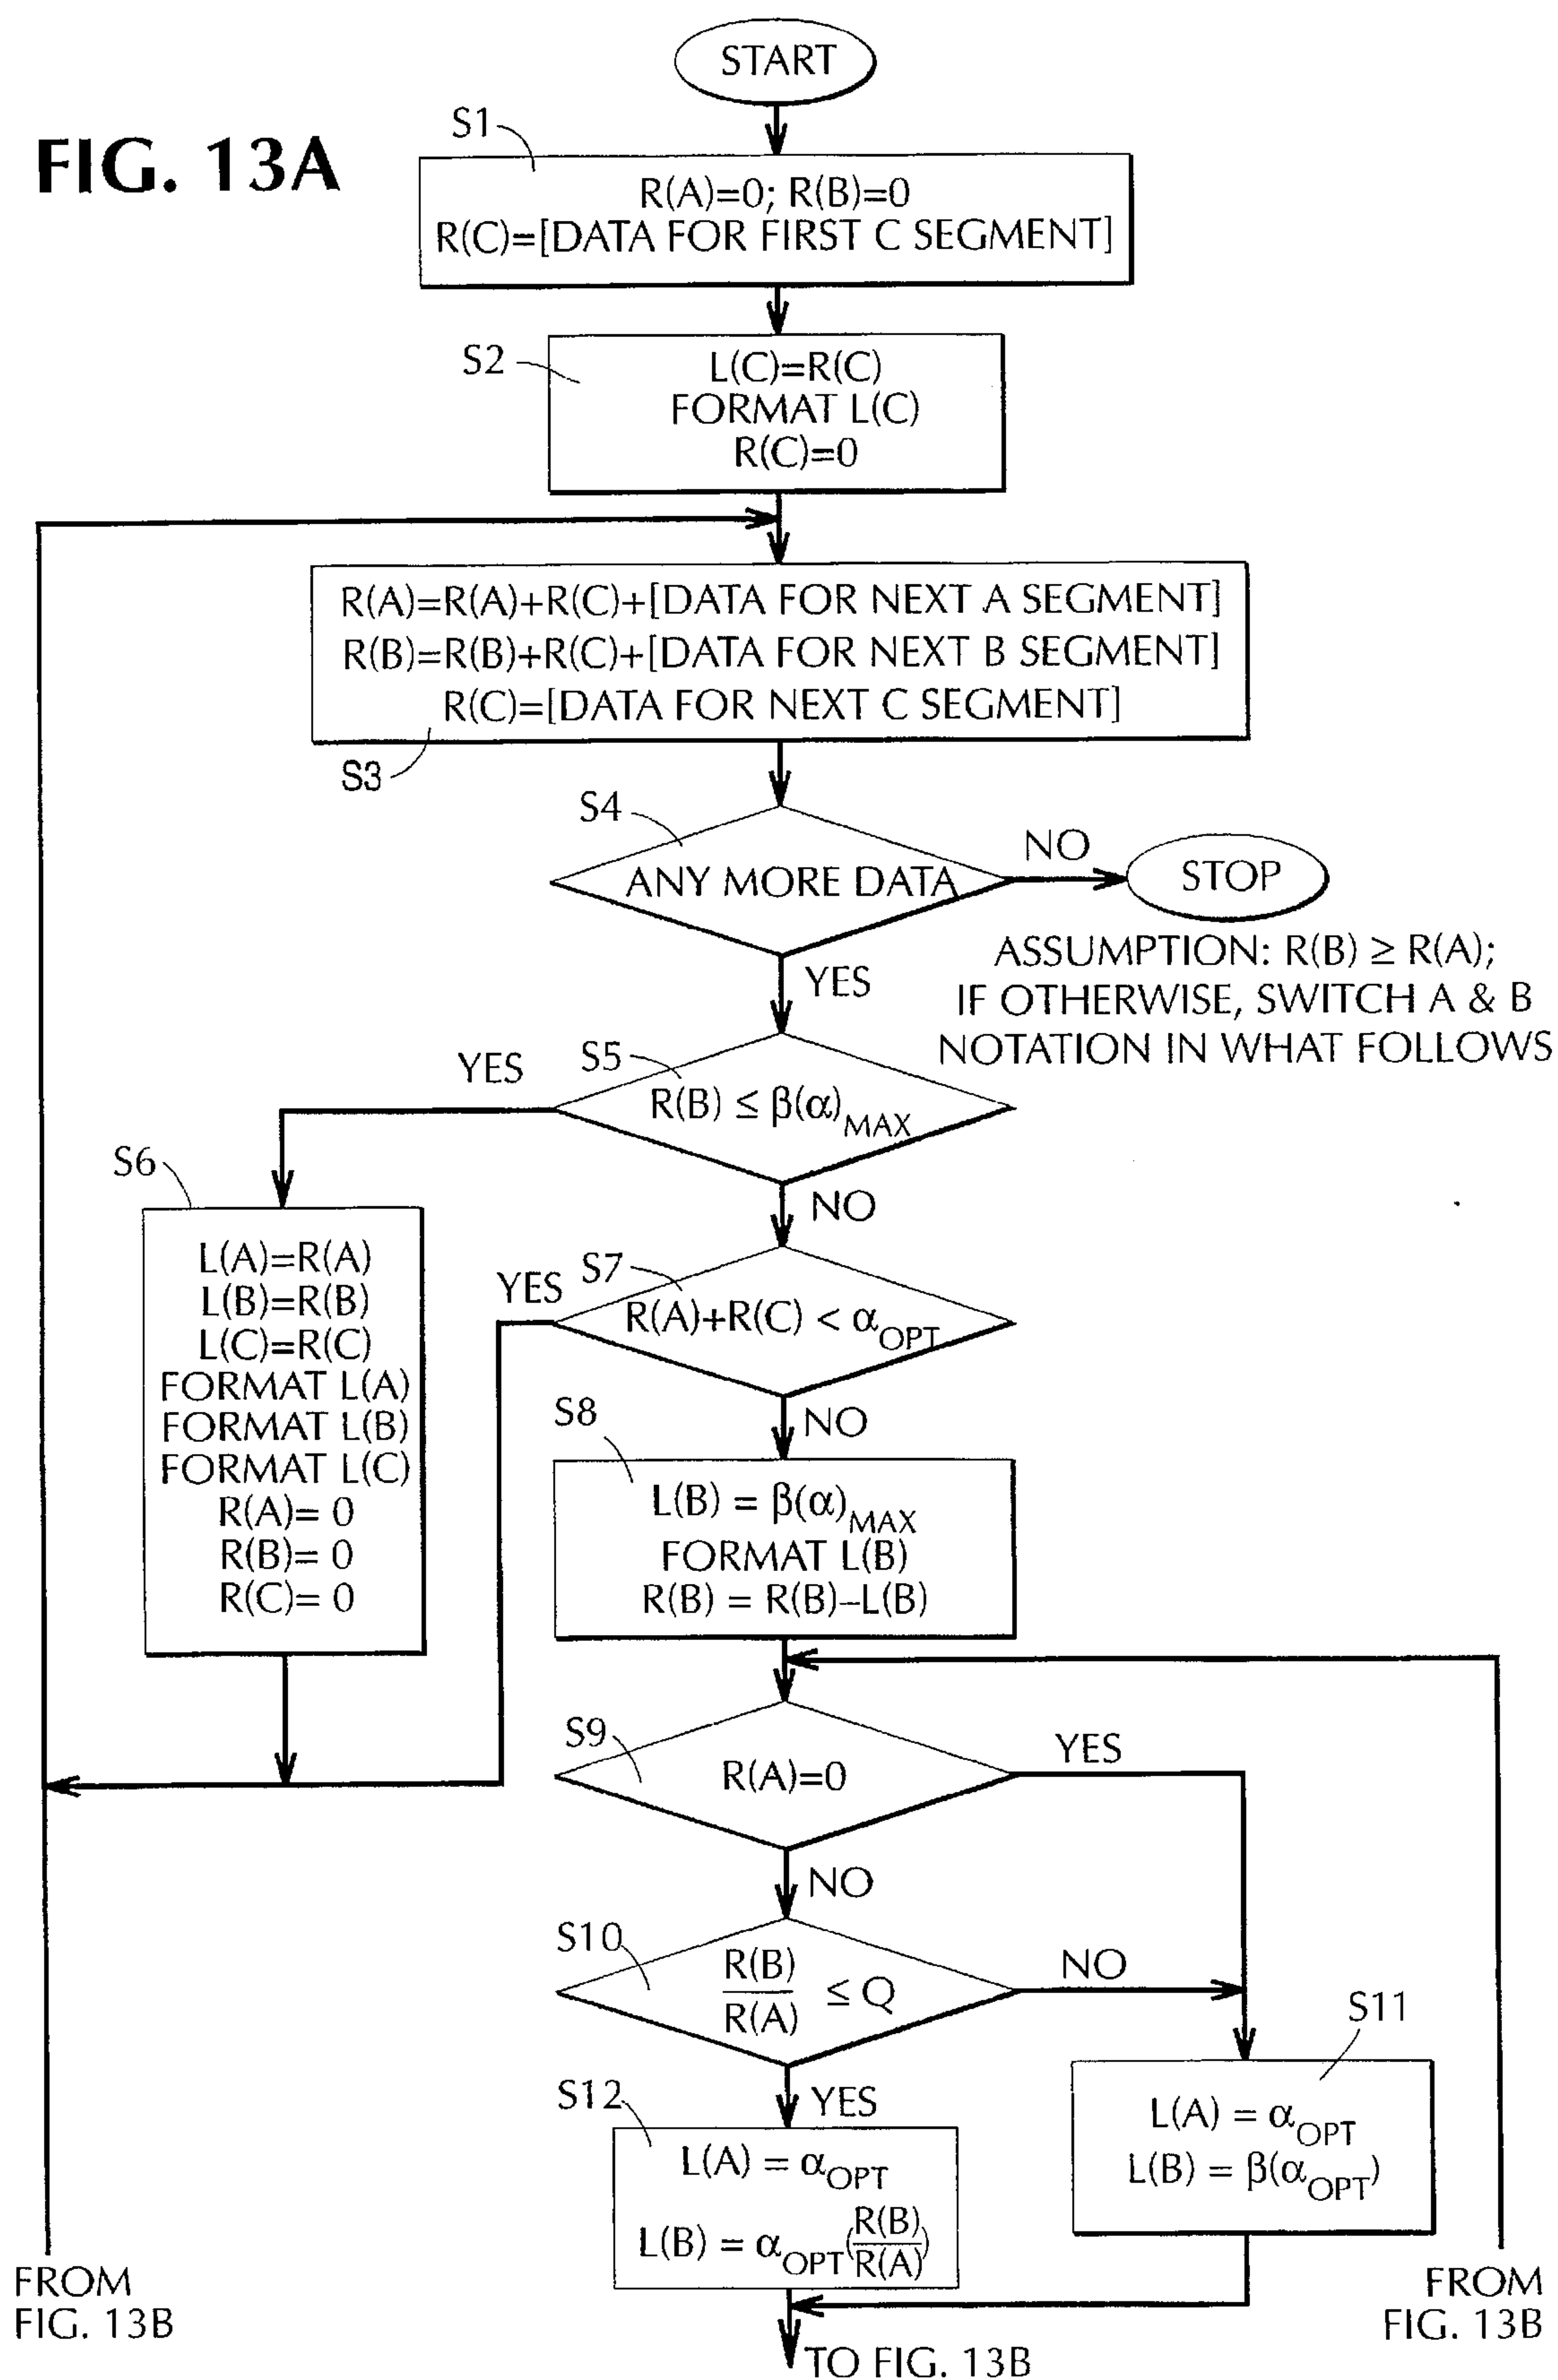 START
S1
FIG. 13A
R(A)=0; R(B)=0
R(C)=[DATA FOR FIRST C SEGMENT]
S2
L(C)=R(C)
FORMAT L(C)
R(C)=0
R(A)=R(A)+R(C)+[DATA FOR NEXT A SEGMENT]
R(B)=R(B)+R(C)+[DATA FOR NEXT B SEGMENT]
R(C)=[DATA FOR NEXT C SEGMENT]
S3
S4
ANY MORE DATA
NO
STOP
YES
ASSUMPTION: R(B) ≥ R(A);
IF OTHERWISE, SWITCH A & B
NOTATION IN WHAT FOLLOWS
S5
YES
R(B) ≤ β(α)MAX
NO
S6
L(A)=R(A)
L(B)=R(B)
L(C)=R(C)
FORMAT L(A)
FORMAT L(B)
FORMAT L(C)
R(A)= 0
R(B)= 0
R(C)= 0
S7
YES
R(A)+R(C) < αOPT
NO
S8
L(B) = β(α)MAX
FORMAT L(B)
R(B) = R(B)–L(B)
S9
R(A)=0
YES
NO
S10
R(B)
R(A)
≤ Q
NO
YES
S11
L(A) = αOPT
L(B) = β(αOPT)
S12
L(A) = αOPT
L(B) = αOPT(R(B)/R(A))
FROM
FIG. 13B
FROM
FIG. 13B
TO FIG. 13B